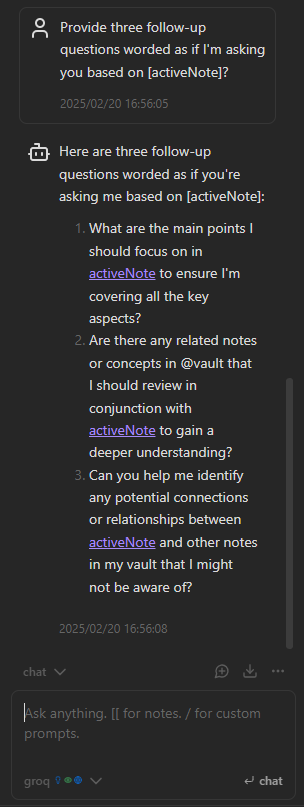 Provide three follow-up
questions worded as if I'm asking
you based on [activeNote]?
2025/02/20 16:56:05
Here are three follow-up
questions worded as if you're
asking me based on [activeNote]:
1. What are the main points I
should focus on in
activeNote to ensure I'm
covering all the key
aspects?
2. Are there any related notes
or concepts in @vault that
I should review in
conjunction with
activeNote to gain a
deeper understanding?
3. Can you help me identify
any potential connections
or relationships between
activeNote and other notes
in my vault that I might
not be aware of?
2025/02/20 16:56:08
chat
Ask anything. [[ for notes. / for custom
prompts.
groq
chat